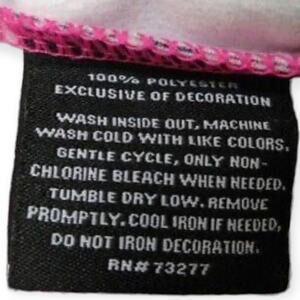 100% POLYESTER
EXCLUSIVE OF DECORATION
WASH INSIDE OUT, MACHINE
WASH COLD WITH LIKE COLORS,
GENTLE CYCLE, ONLY NON-
CHLORINE BLEACH WHEN NEEDED,
TUMBLE DRY LOW. REMOVE
PROMPTLY. COOL IRON IF NEEDED,
DO NOT IRON DECORATION.
RN# 73277